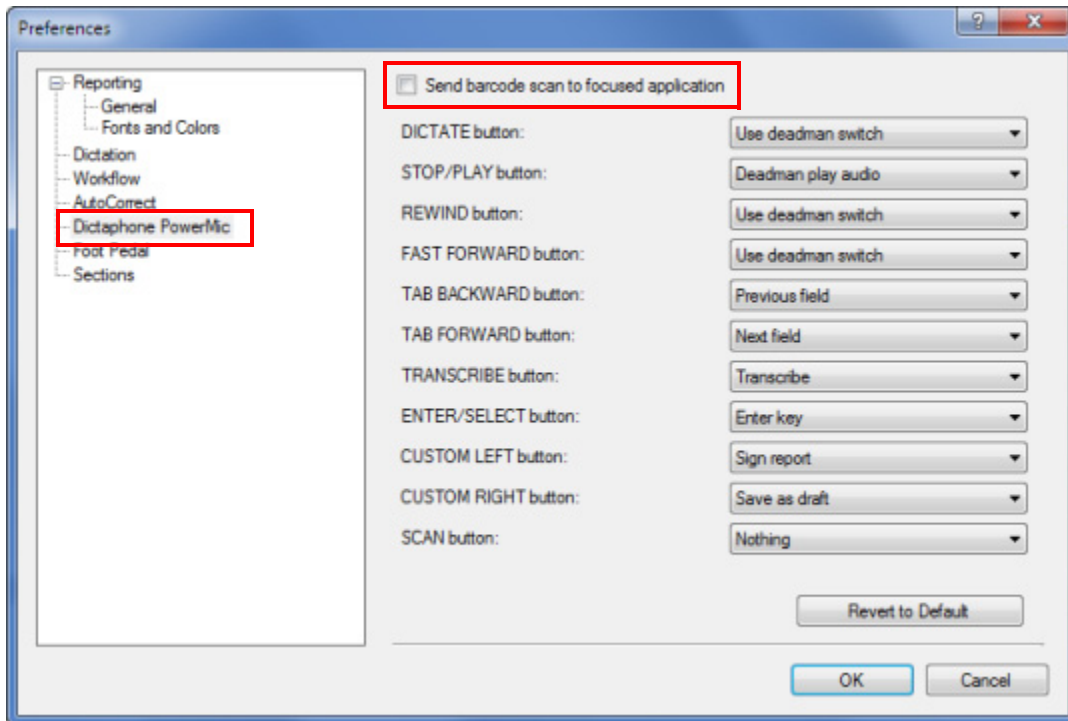 Preferences
Reporting
General
Fonts and Colors
Dictation
Workflow
AutoCorrect
Dictaphone PowerMic
Foot Pedal
Sections
Send barcode scan to focused application
DICTATE button: Use deadman switch
STOP/PLAY button: Deadman play audio
REWIND button: Use deadman switch
FAST FORWARD button: Use deadman switch
TAB BACKWARD button: Previous field
TAB FORWARD button: Next field
TRANSCRIBE button: Transcribe
ENTER/SELECT button: Enter key
CUSTOM LEFT button: Sign report
CUSTOM RIGHT button: Save as draft
SCAN button: Nothing
Revert to Default
OK Cancel